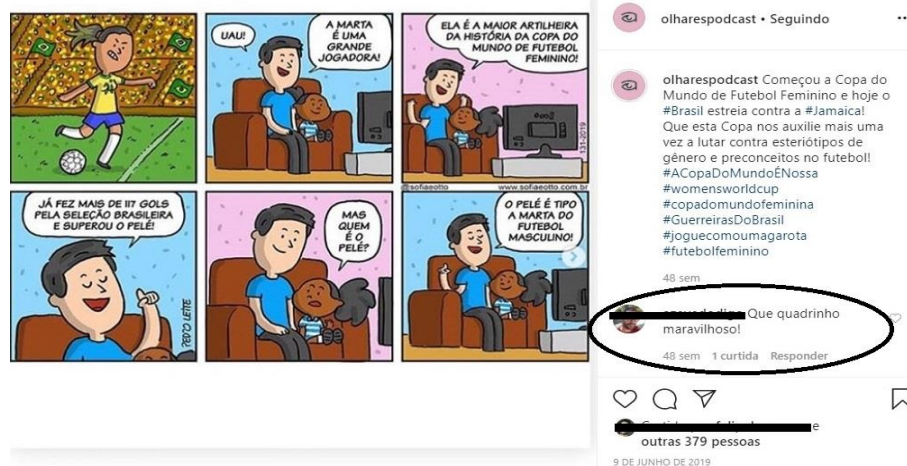 UAU!
A MARTA
É UMA
GRANDE
JOGADORA!
ELA É A MAIOR ARTILHEIRA
DA HISTÓRIA DA COPA DO
MUNDO DE FUTEBOL
FEMININO!
131-2019
@sofiaeotto
www.sofiaeotto.com.br
JÁ FEZ MAIS DE 117 GOLS
PELA SELEÇÃO BRASILEIRA
E SUPEROU O PELÉ!
PEDO LEITE
MAS
QUEM
É O
PELÉ?
O PELÉ É TIPO
A MARTA DO
FUTEBOL
MASCULINO!
olharespodcast • Seguindo
olharespodcast Começou a Copa do
Mundo de Futebol Feminino e hoje o
#Brasil estreia contra a #Jamaica!
Que esta Copa nos auxilie mais uma
vez a lutar contra esteriótipos de
gênero e preconceitos no futebol!
#ACopaDoMundoÉNossa
#womensworldcup
#copadomundofeminina
#GuerreirasDoBrasil
#joguecomoumagarota
#futebolfeminino
48 sem
Que quadrinho
maravilhoso!
48 sem 1 curtida Responder
e
outras 379 pessoas
9 DE JUNHO DE 2019